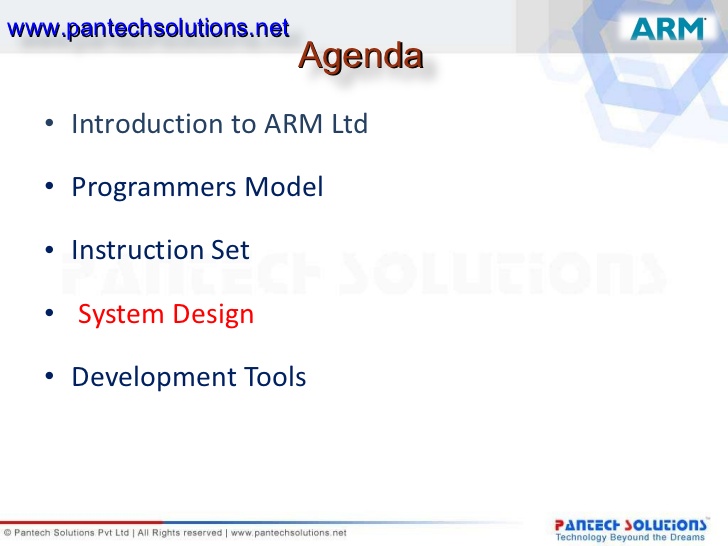 www.pantechsolutions.net
ARM
Agenda
• Introduction to ARM Ltd
• Programmers Model
• Instruction Set
PANTECH SOLUTIONS
• System Design
• Development Tools
© Pantech Solutions Pvt Ltd | All Rights reserved | www.pantechsolutions.net
PANTECH SOLUTIONS™
Technology Beyound the Dreams